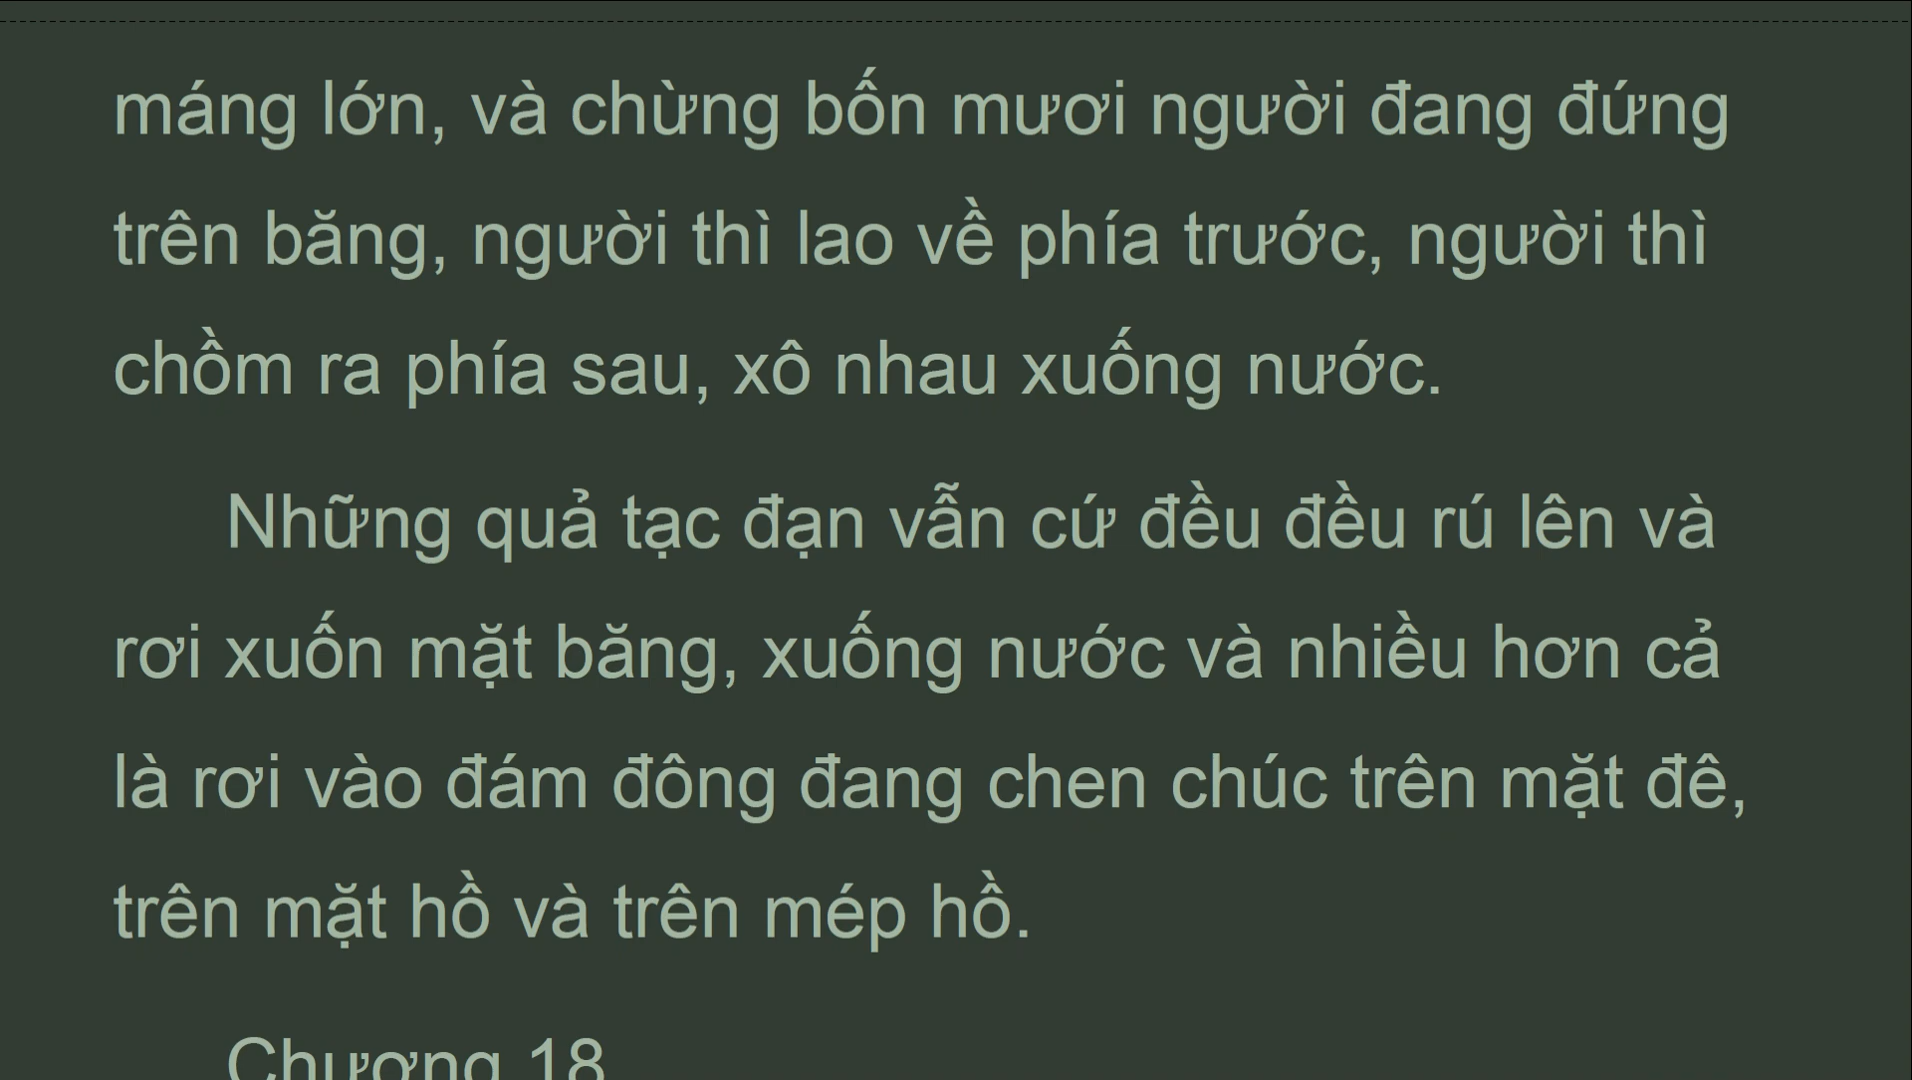 máng lớn, và chừng bốn mươi người đang đứng
trên băng, người thì lao về phía trước, người thì
chồm ra phía sau, xô nhau xuống nước.
Những quả tạc đạn vẫn cứ đều đều rú lên và
rơi xuốn mặt băng, xuống nước và nhiều hơn cả
là rơi vào đám đông đang chen chúc trên mặt đê,
trên mặt hồ và trên mép hồ.
Chương 18